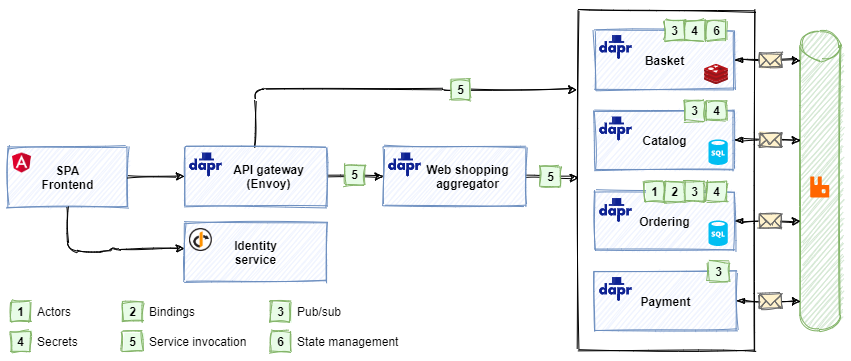 3 4 6
dapr
Basket
5
3 4
dapr
Catalog
SQL
SPA
Frontend
dapr
API gateway
(Envoy)
5
dapr
Web shopping
aggregator
5
1 2 3 4
dapr
Ordering
SQL
Identity
service
3
dapr
Payment
1 Actors
2 Bindings
3 Pub/sub
4 Secrets
5 Service invocation
6 State management
A